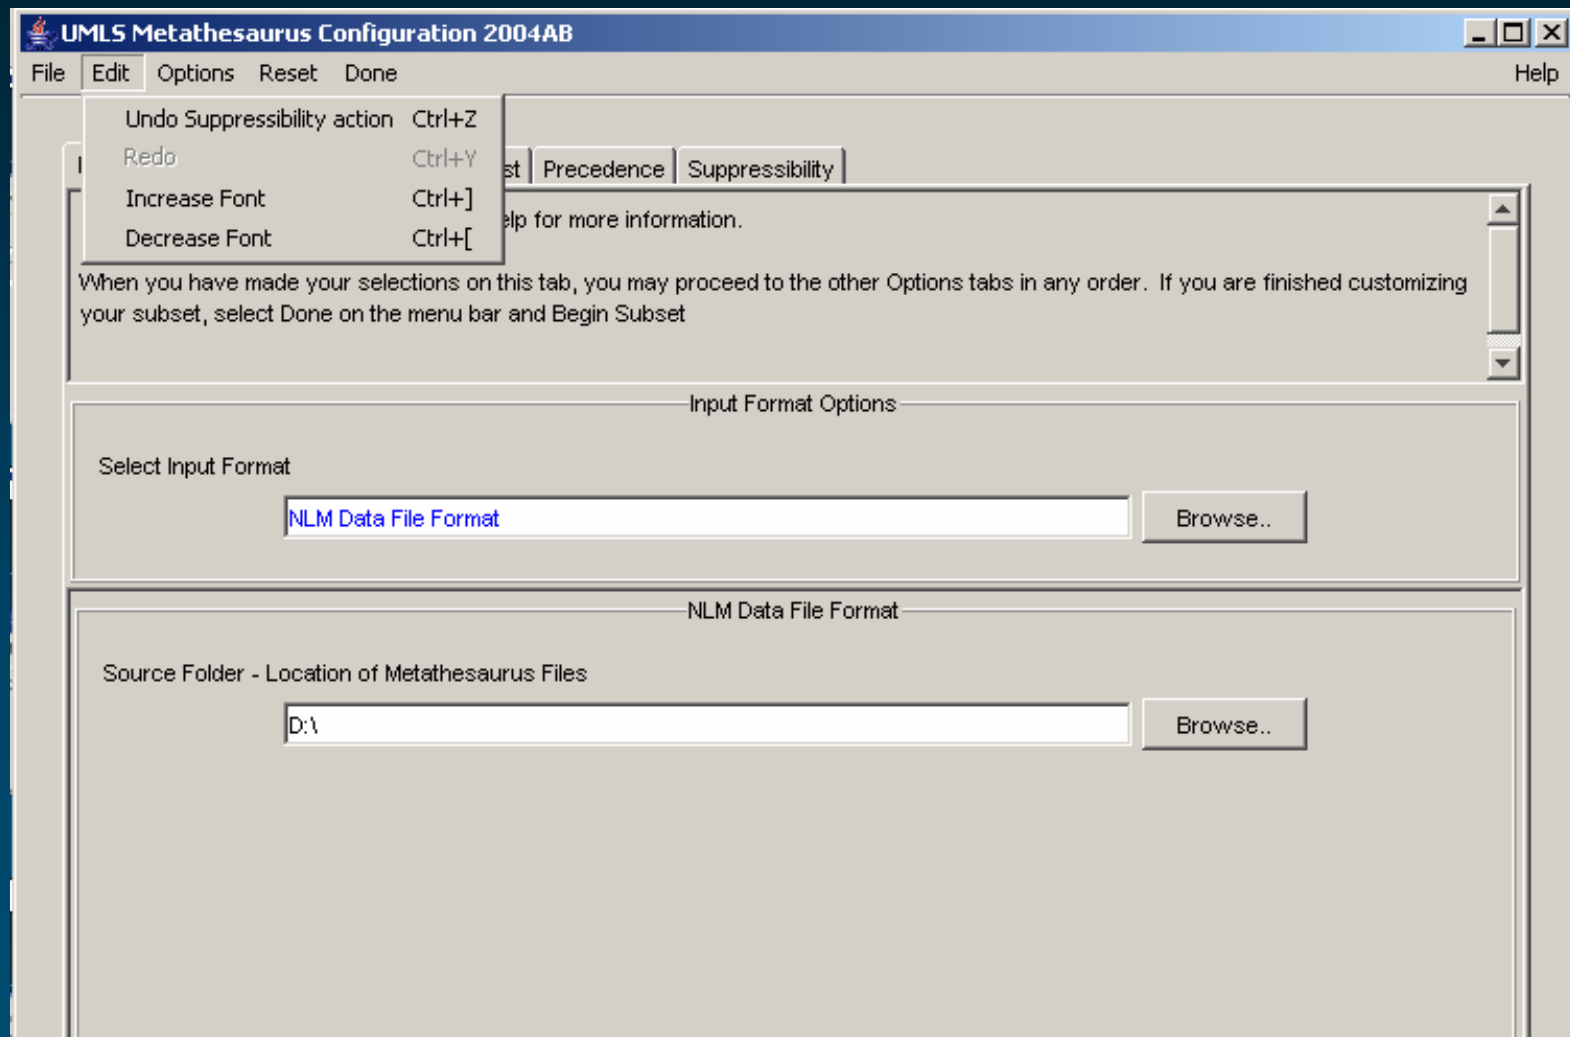 UMLS Metathesaurus Configuration 2004AB
File Edit Options Reset Done Help
Undo Suppressibility action Ctrl+Z
Redo Ctrl+Y
Increase Font Ctrl+]
Decrease Font Ctrl+[
Precedence Suppressibility
for more information.
When you have made your selections on this tab, you may proceed to the other Options tabs in any order. If you are finished customizing
your subset, select Done on the menu bar and Begin Subset
Input Format Options
Select Input Format
NLM Data File Format
Browse..
NLM Data File Format
Source Folder - Location of Metathesaurus Files
D:\
Browse..